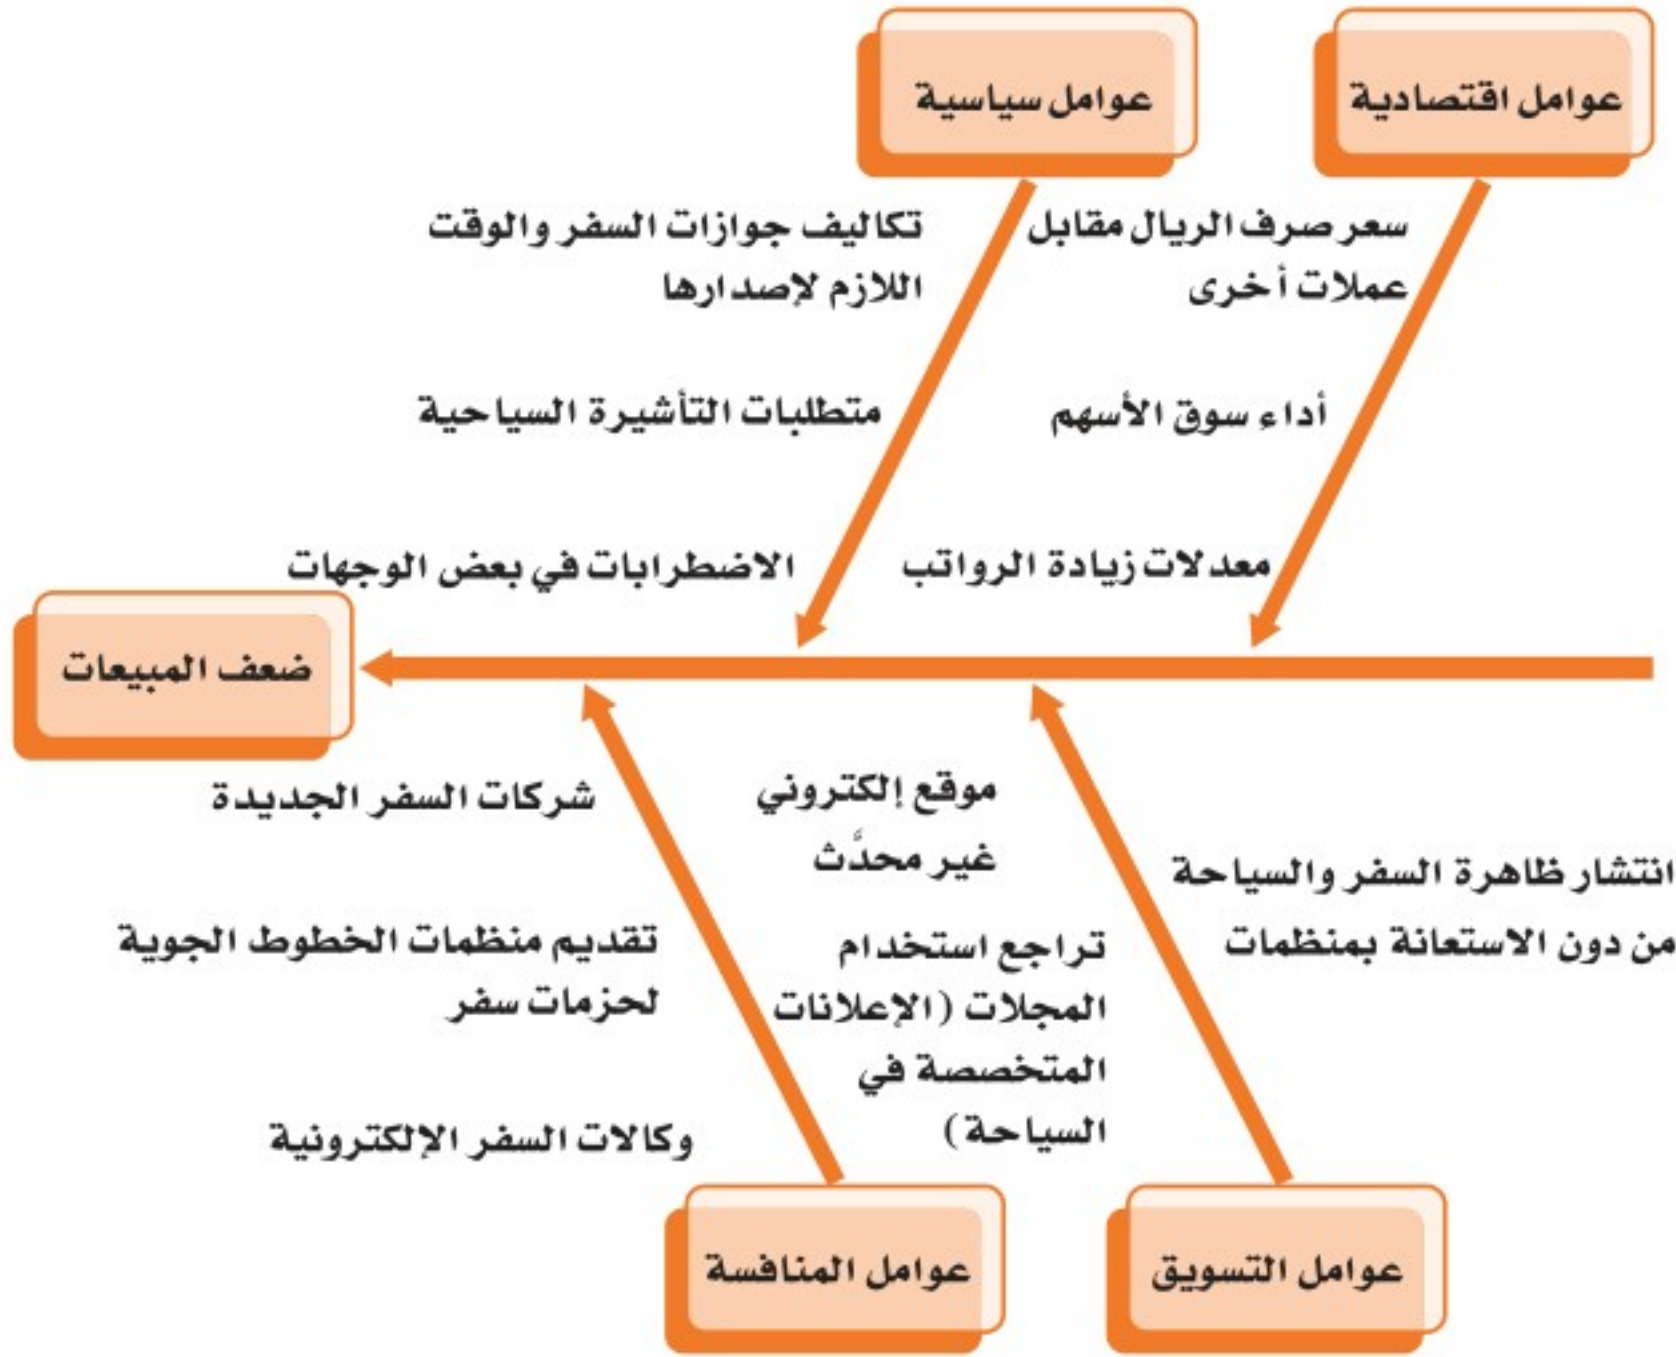 عوامل اقتصادية
سعر صرف الريال مقابل
عملات أخرى
أداء سوق الأسهم
معدلات زيادة الرواتب
عوامل سياسية
تكاليف جوازات السفر والوقت
اللازم لإصدارها
متطلبات التأشيرة السياحية
الاضطرابات في بعض الوجهات
ضعف المبيعات
انتشار ظاهرة السفر والسياحة
من دون الاستعانة بمنظمات
موقع إلكتروني
غير محدَّث
تراجع استخدام
المجلات (الإعلانات
المتخصصة في
السياحة)
عوامل التسويق
شركات السفر الجديدة
تقديم منظمات الخطوط الجوية
لحزمات سفر
وكالات السفر الإلكترونية
عوامل المنافسة